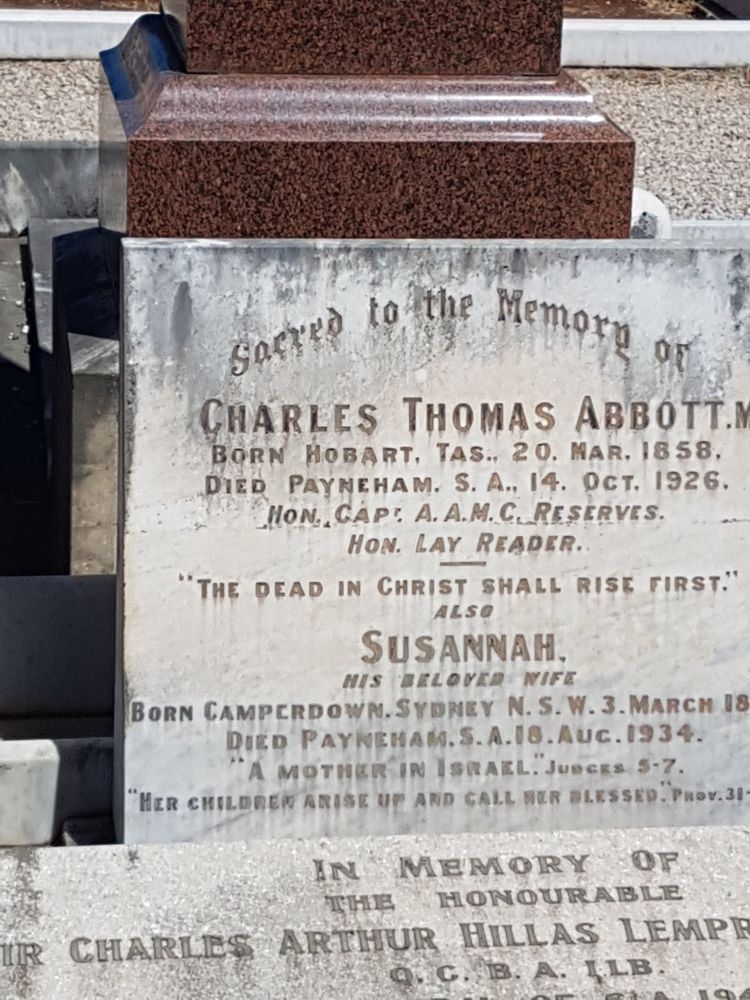 Sacred to the Memory of
CHARLES THOMAS ABBOTT. M
BORN HOBART, TAS., 20. MAR. 1858.
DIED PAYNEHAM. S. A., 14. OCT. 1926.
HON. CAPT. A.A.M.C. RESERVES.
HON. LAY READER.
"THE DEAD IN CHRIST SHALL RISE FIRST."
ALSO
SUSANNAH,
HIS BELOVED WIFE
BORN CAMPERDOWN. SYDNEY N.S.W. 3. MARCH 18
DIED PAYNEHAM. S.A. 18. AUG. 1934.
"A MOTHER IN ISRAEL." JUDGES 5-7.
"HER CHILDREN ARISE UP AND CALL HER BLESSED." PROV. 31-
IN MEMORY OF
THE HONOURABLE
IR CHARLES ARTHUR HILLAS LEMPR
Q.C. B.A. LLB.